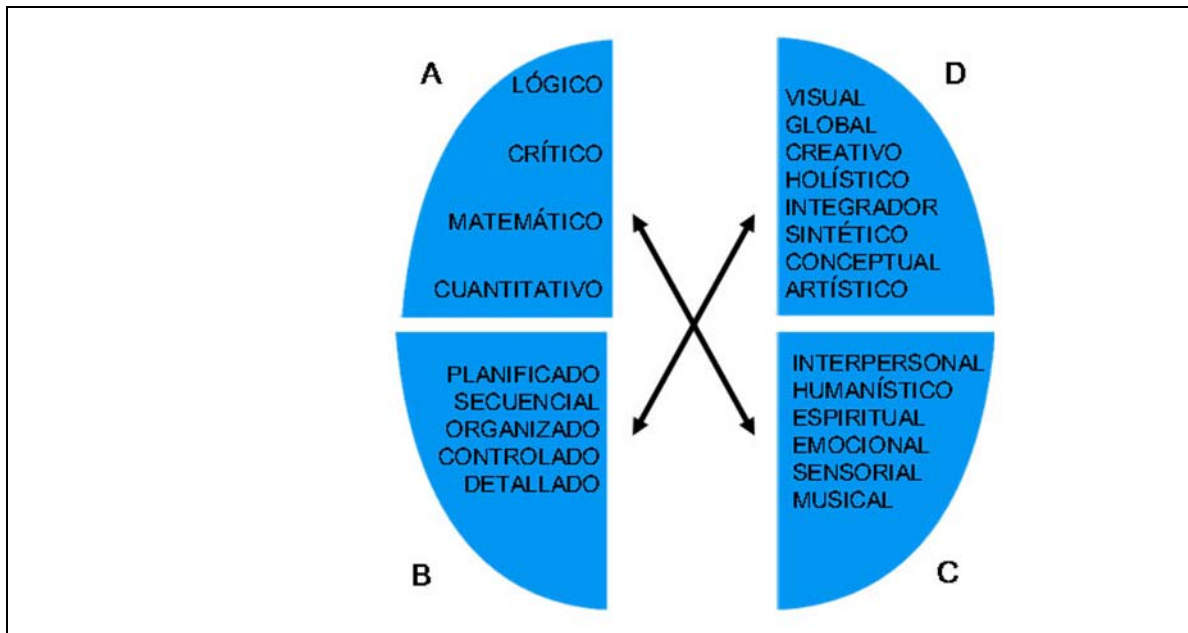 A
LÓGICO
CRÍTICO
MATEMÁTICO
CUANTITATIVO
D
VISUAL
GLOBAL
CREATIVO
HOLÍSTICO
INTEGRADOR
SINTÉTICO
CONCEPTUAL
ARTÍSTICO
PLANIFICADO
SECUENCIAL
ORGANIZADO
CONTROLADO
DETALLADO
B
INTERPERSONAL
HUMANÍSTICO
ESPIRITUAL
EMOCIONAL
SENSORIAL
MUSICAL
C